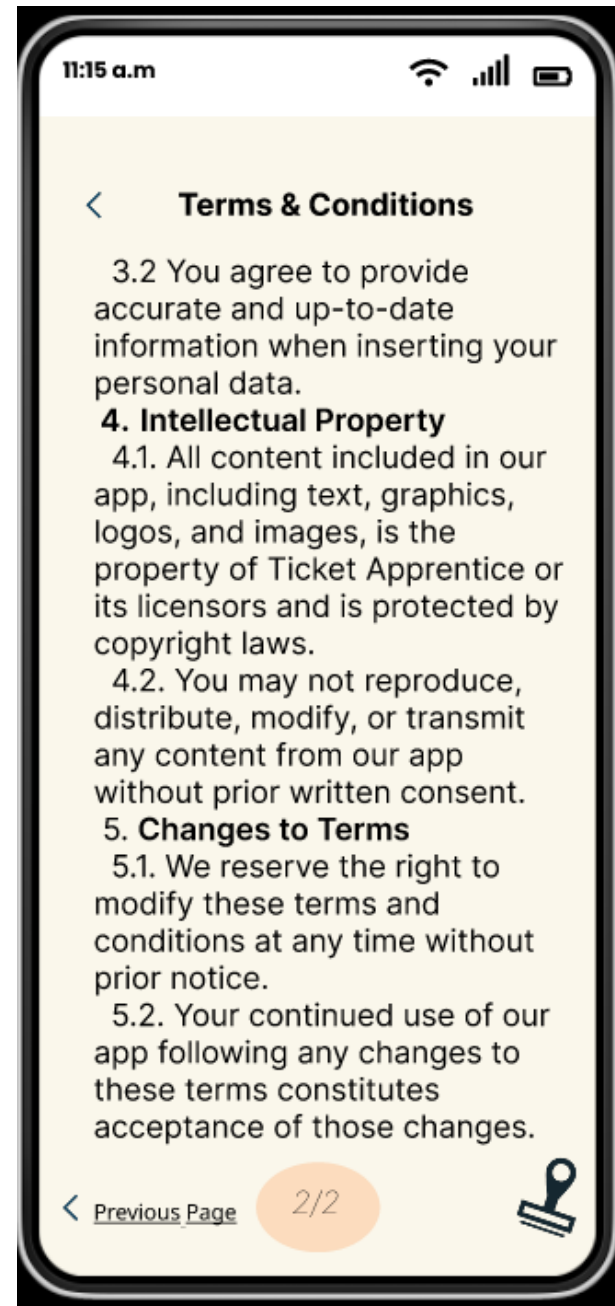 11:15 a.m
Terms & Conditions
3.2 You agree to provide
accurate and up-to-date
information when inserting your
personal data.
4. Intellectual Property
4.1. All content included in our
app, including text, graphics,
logos, and images, is the
property of Ticket Apprentice or
its licensors and is protected by
copyright laws.
4.2. You may not reproduce,
distribute, modify, or transmit
any content from our app
without prior written consent.
5. Changes to Terms
5.1. We reserve the right to
modify these terms and
conditions at any time without
prior notice.
5.2. Your continued use of our
app following any changes to
these terms constitutes
acceptance of those changes.
Previous Page
2/2